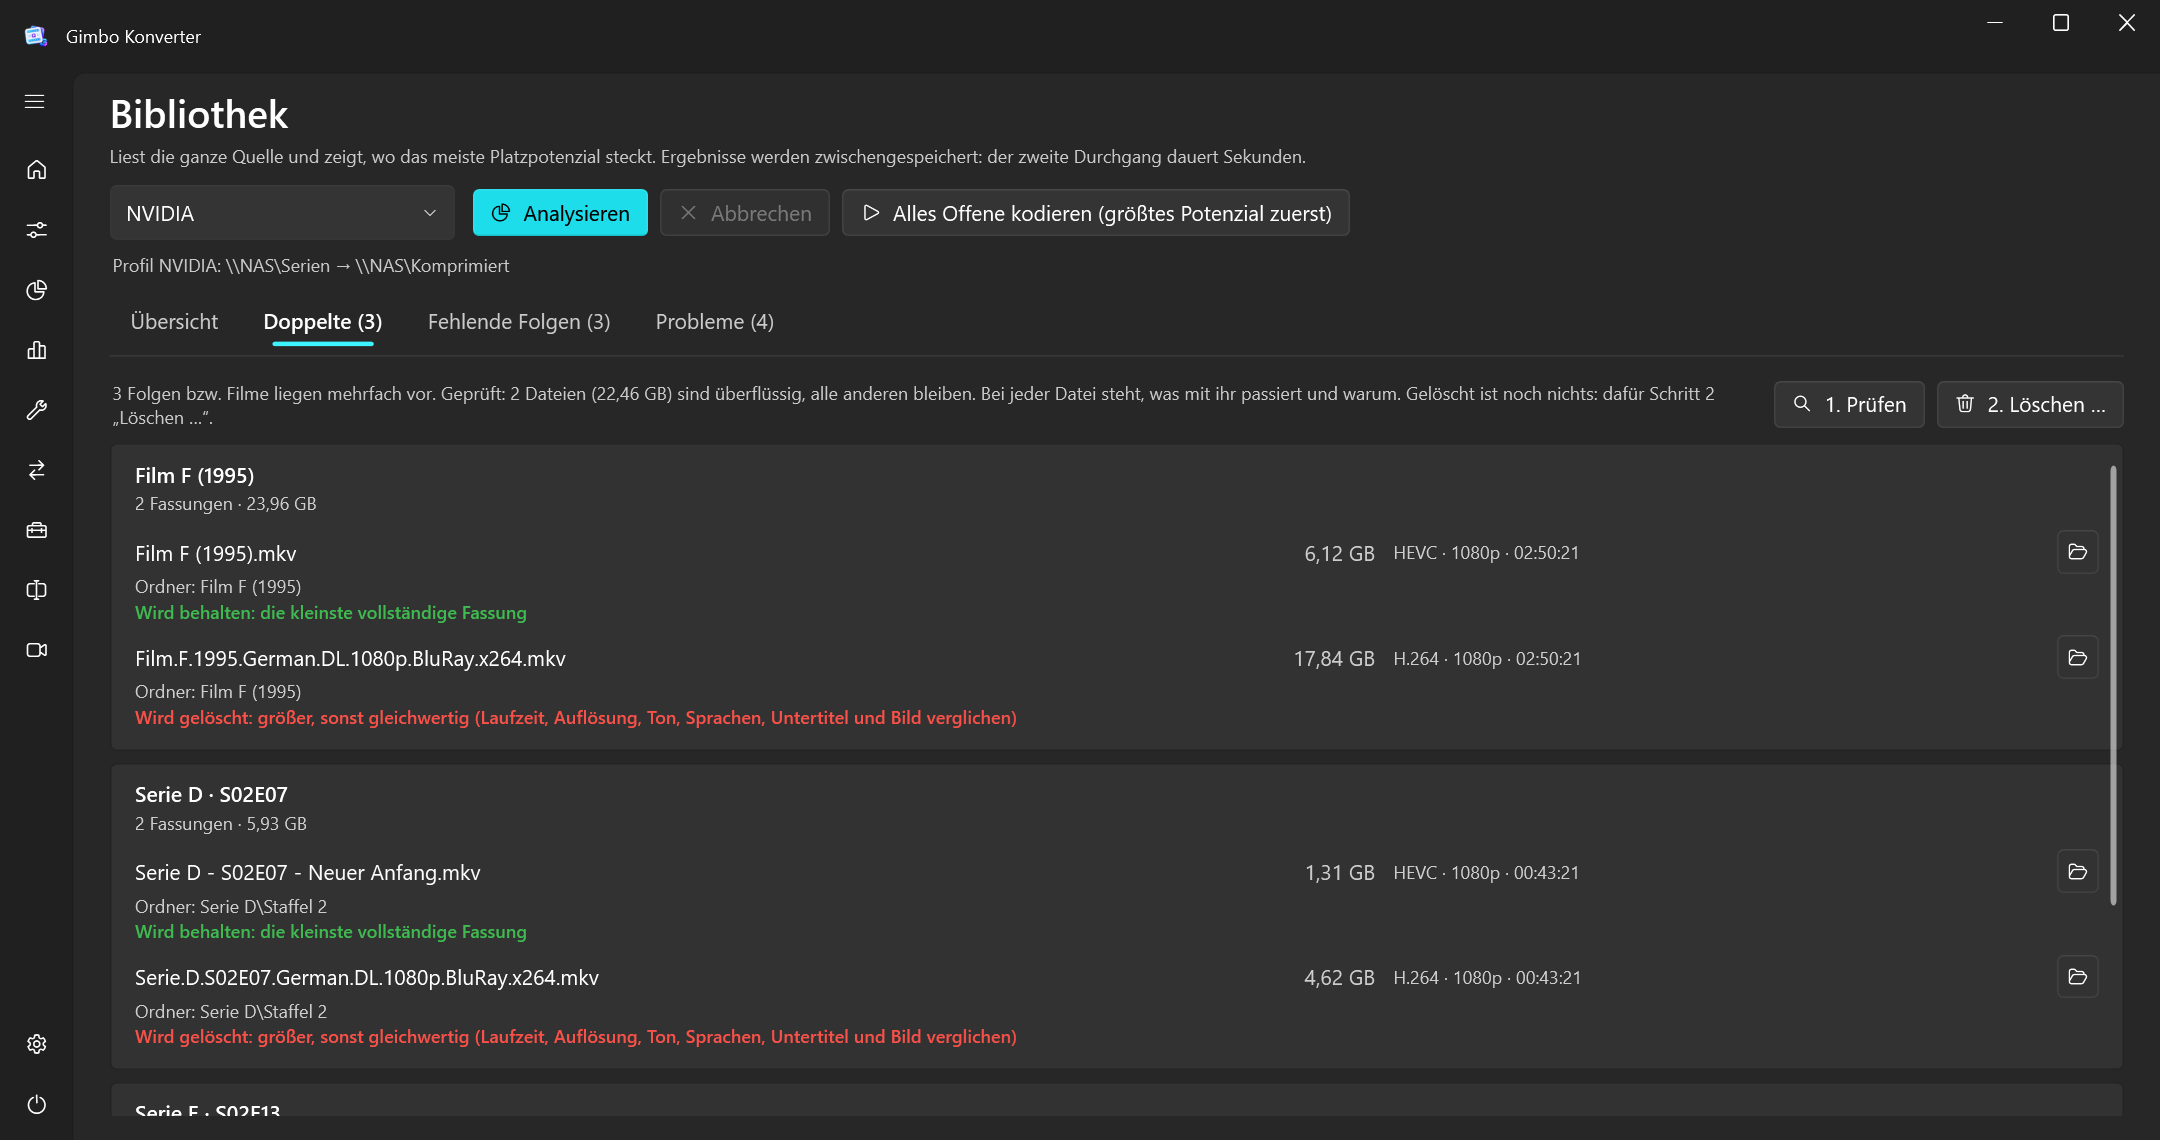 Gimbo Konverter
Bibliothek
Liest die ganze Quelle und zeigt, wo das meiste Platzpotenzial steckt. Ergebnisse werden zwischengespeichert: der zweite Durchgang dauert Sekunden.
NVIDIA
Analysieren
Abbrechen
Alles Offene kodieren (größtes Potenzial zuerst)
Profil NVIDIA: \\NAS\Serien → \\NAS\Komprimiert
Übersicht
Doppelte (3)
Fehlende Folgen (3)
Probleme (4)
3 Folgen bzw. Filme liegen mehrfach vor. Geprüft: 2 Dateien (22,46 GB) sind überflüssig, alle anderen bleiben. Bei jeder Datei steht, was mit ihr passiert und warum. Gelöscht ist noch nichts: dafür Schritt 2
„Löschen ...“.
1. Prüfen
2. Löschen ...
Film F (1995)
2 Fassungen · 23,96 GB
Film F (1995).mkv
6,12 GB
HEVC · 1080p · 02:50:21
Ordner: Film F (1995)
Wird behalten: die kleinste vollständige Fassung
Film.F.1995.German.DL.1080p.BluRay.x264.mkv
17,84 GB
H.264 · 1080p · 02:50:21
Ordner: Film F (1995)
Wird gelöscht: größer, sonst gleichwertig (Laufzeit, Auflösung, Ton, Sprachen, Untertitel und Bild verglichen)
Serie D · S02E07
2 Fassungen · 5,93 GB
Serie D - S02E07 - Neuer Anfang.mkv
1,31 GB
HEVC · 1080p · 00:43:21
Ordner: Serie D\Staffel 2
Wird behalten: die kleinste vollständige Fassung
Serie.D.S02E07.German.DL.1080p.BluRay.x264.mkv
4,62 GB
H.264 · 1080p · 00:43:21
Ordner: Serie D\Staffel 2
Wird gelöscht: größer, sonst gleichwertig (Laufzeit, Auflösung, Ton, Sprachen, Untertitel und Bild verglichen)
Serie